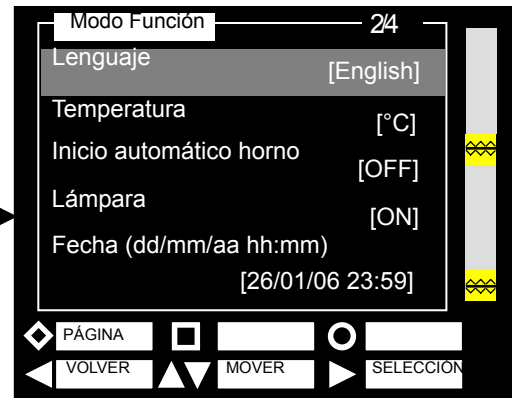 Modo Función 2/4
Lenguaje [English]
Temperatura [°C]
Inicio automático horno [OFF]
Lámpara [ON]
Fecha (dd/mm/aa hh:mm)
[26/01/06 23:59]
PÁGINA
VOLVER MOVER SELECCIÓN